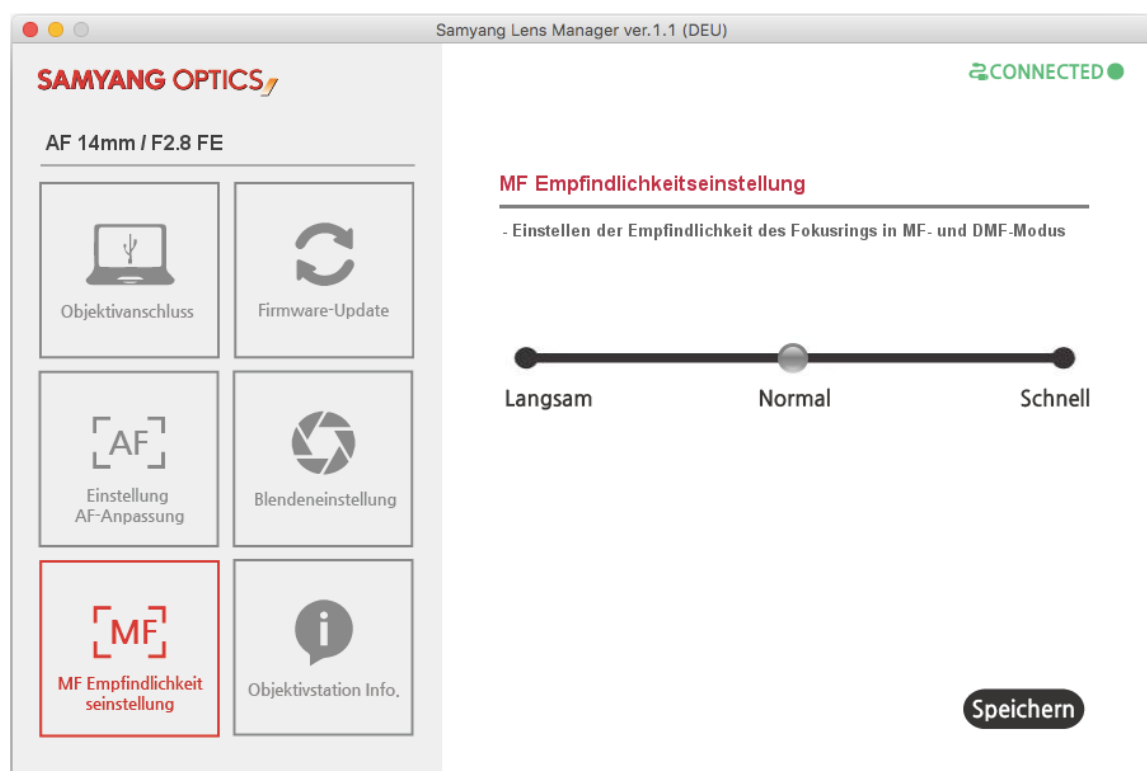 Samyang Lens Manager ver.1.1 (DEU)
SAMYANG OPTICS
CONNECTED
AF 14mm / F2.8 FE
Objektivanschluss
Firmware-Update
AF
Einstellung
AF-Anpassung
Blendeneinstellung
MF
MF Empfindlichkeit
seinstellung
Objektivstation Info.
MF Empfindlichkeitseinstellung
- Einstellen der Empfindlichkeit des Fokusrings in MF- und DMF-Modus
Langsam Normal Schnell
Speichern